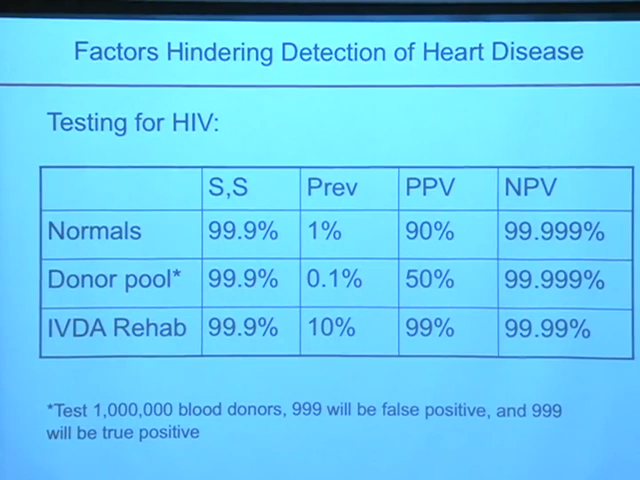 Factors Hindering Detection of Heart Disease
Testing for HIV:
S,S Prev PPV NPV
Normals 99.9% 1% 90% 99.999%
Donor pool* 99.9% 0.1% 50% 99.999%
IVDA Rehab 99.9% 10% 99% 99.99%
*Test 1,000,000 blood donors, 999 will be false positive, and 999
will be true positive